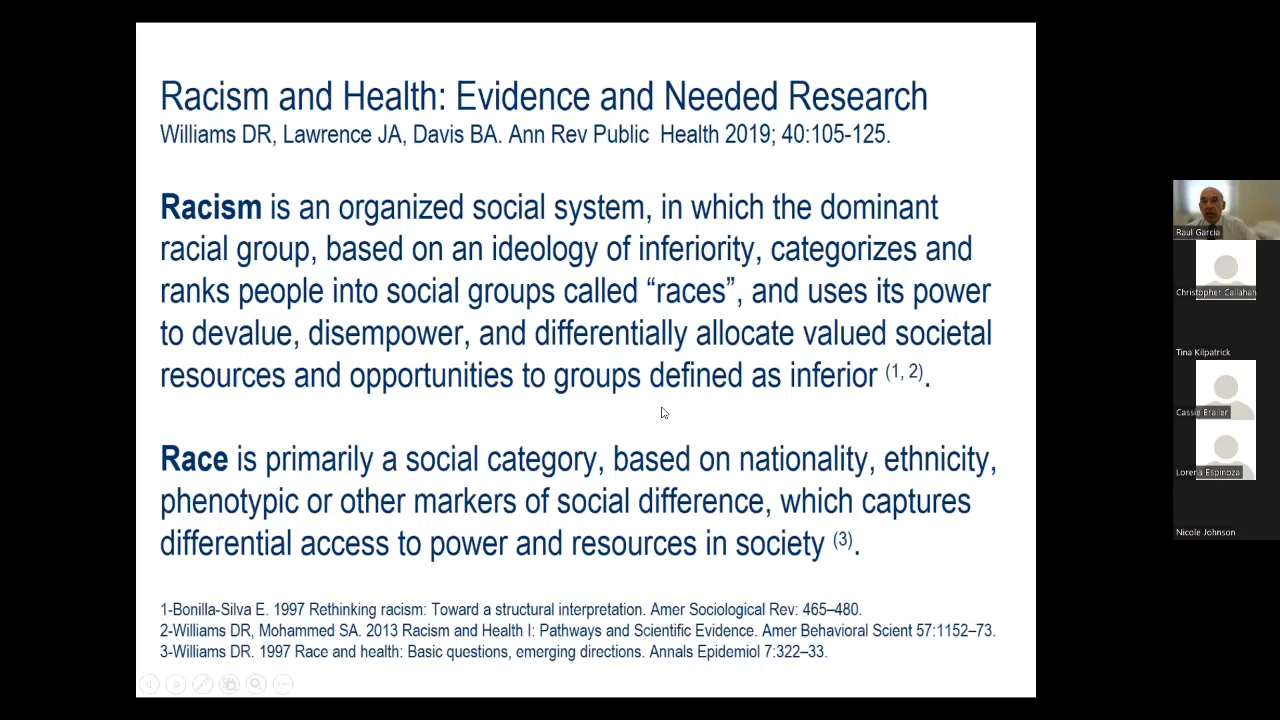 Racism and Health: Evidence and Needed Research
Williams DR, Lawrence JA, Davis BA. Ann Rev Public Health 2019; 40:105-125.
Racism is an organized social system, in which the dominant
racial group, based on an ideology of inferiority, categorizes and
ranks people into social groups called “races”, and uses its power
to devalue, disempower, and differentially allocate valued societal
resources and opportunities to groups defined as inferior (1, 2).
Race is primarily a social category, based on nationality, ethnicity,
phenotypic or other markers of social difference, which captures
differential access to power and resources in society (3).
1-Bonilla-Silva E. 1997 Rethinking racism: Toward a structural interpretation. Amer Sociological Rev: 465–480.
2-Williams DR, Mohammed SA. 2013 Racism and Health I: Pathways and Scientific Evidence. Amer Behavioral Scient 57:1152–73.
3-Williams DR. 1997 Race and health: Basic questions, emerging directions. Annals Epidemiol 7:322–33.
Raul Garcia
Christopher Callahan
Tina Kilpatrick
Cassie
Lorena Espinoza
Nicole Johnson